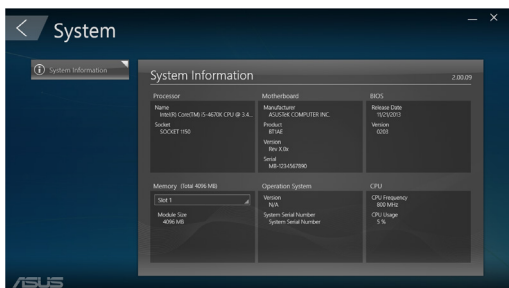 System
System Information
System Information
2.00.09
Processor
Name
Intel(R) Core(TM) i5-4670K CPU @ 3.4...
Socket
SOCKET 1150
Motherboard
Manufacturer
ASUSTeK COMPUTER INC.
Product
BT1AE
Version
Rev X.0x
Serial
MB-1234567890
BIOS
Release Date
11/21/2013
Version
0203
Memory (Total 4096 MB)
Slot 1
Module Size
4096 MB
Operation System
Version
N/A
System Serial Number
System Serial Number
CPU
CPU Frequency
800 MHz
CPU Usage
5 %
ASUS